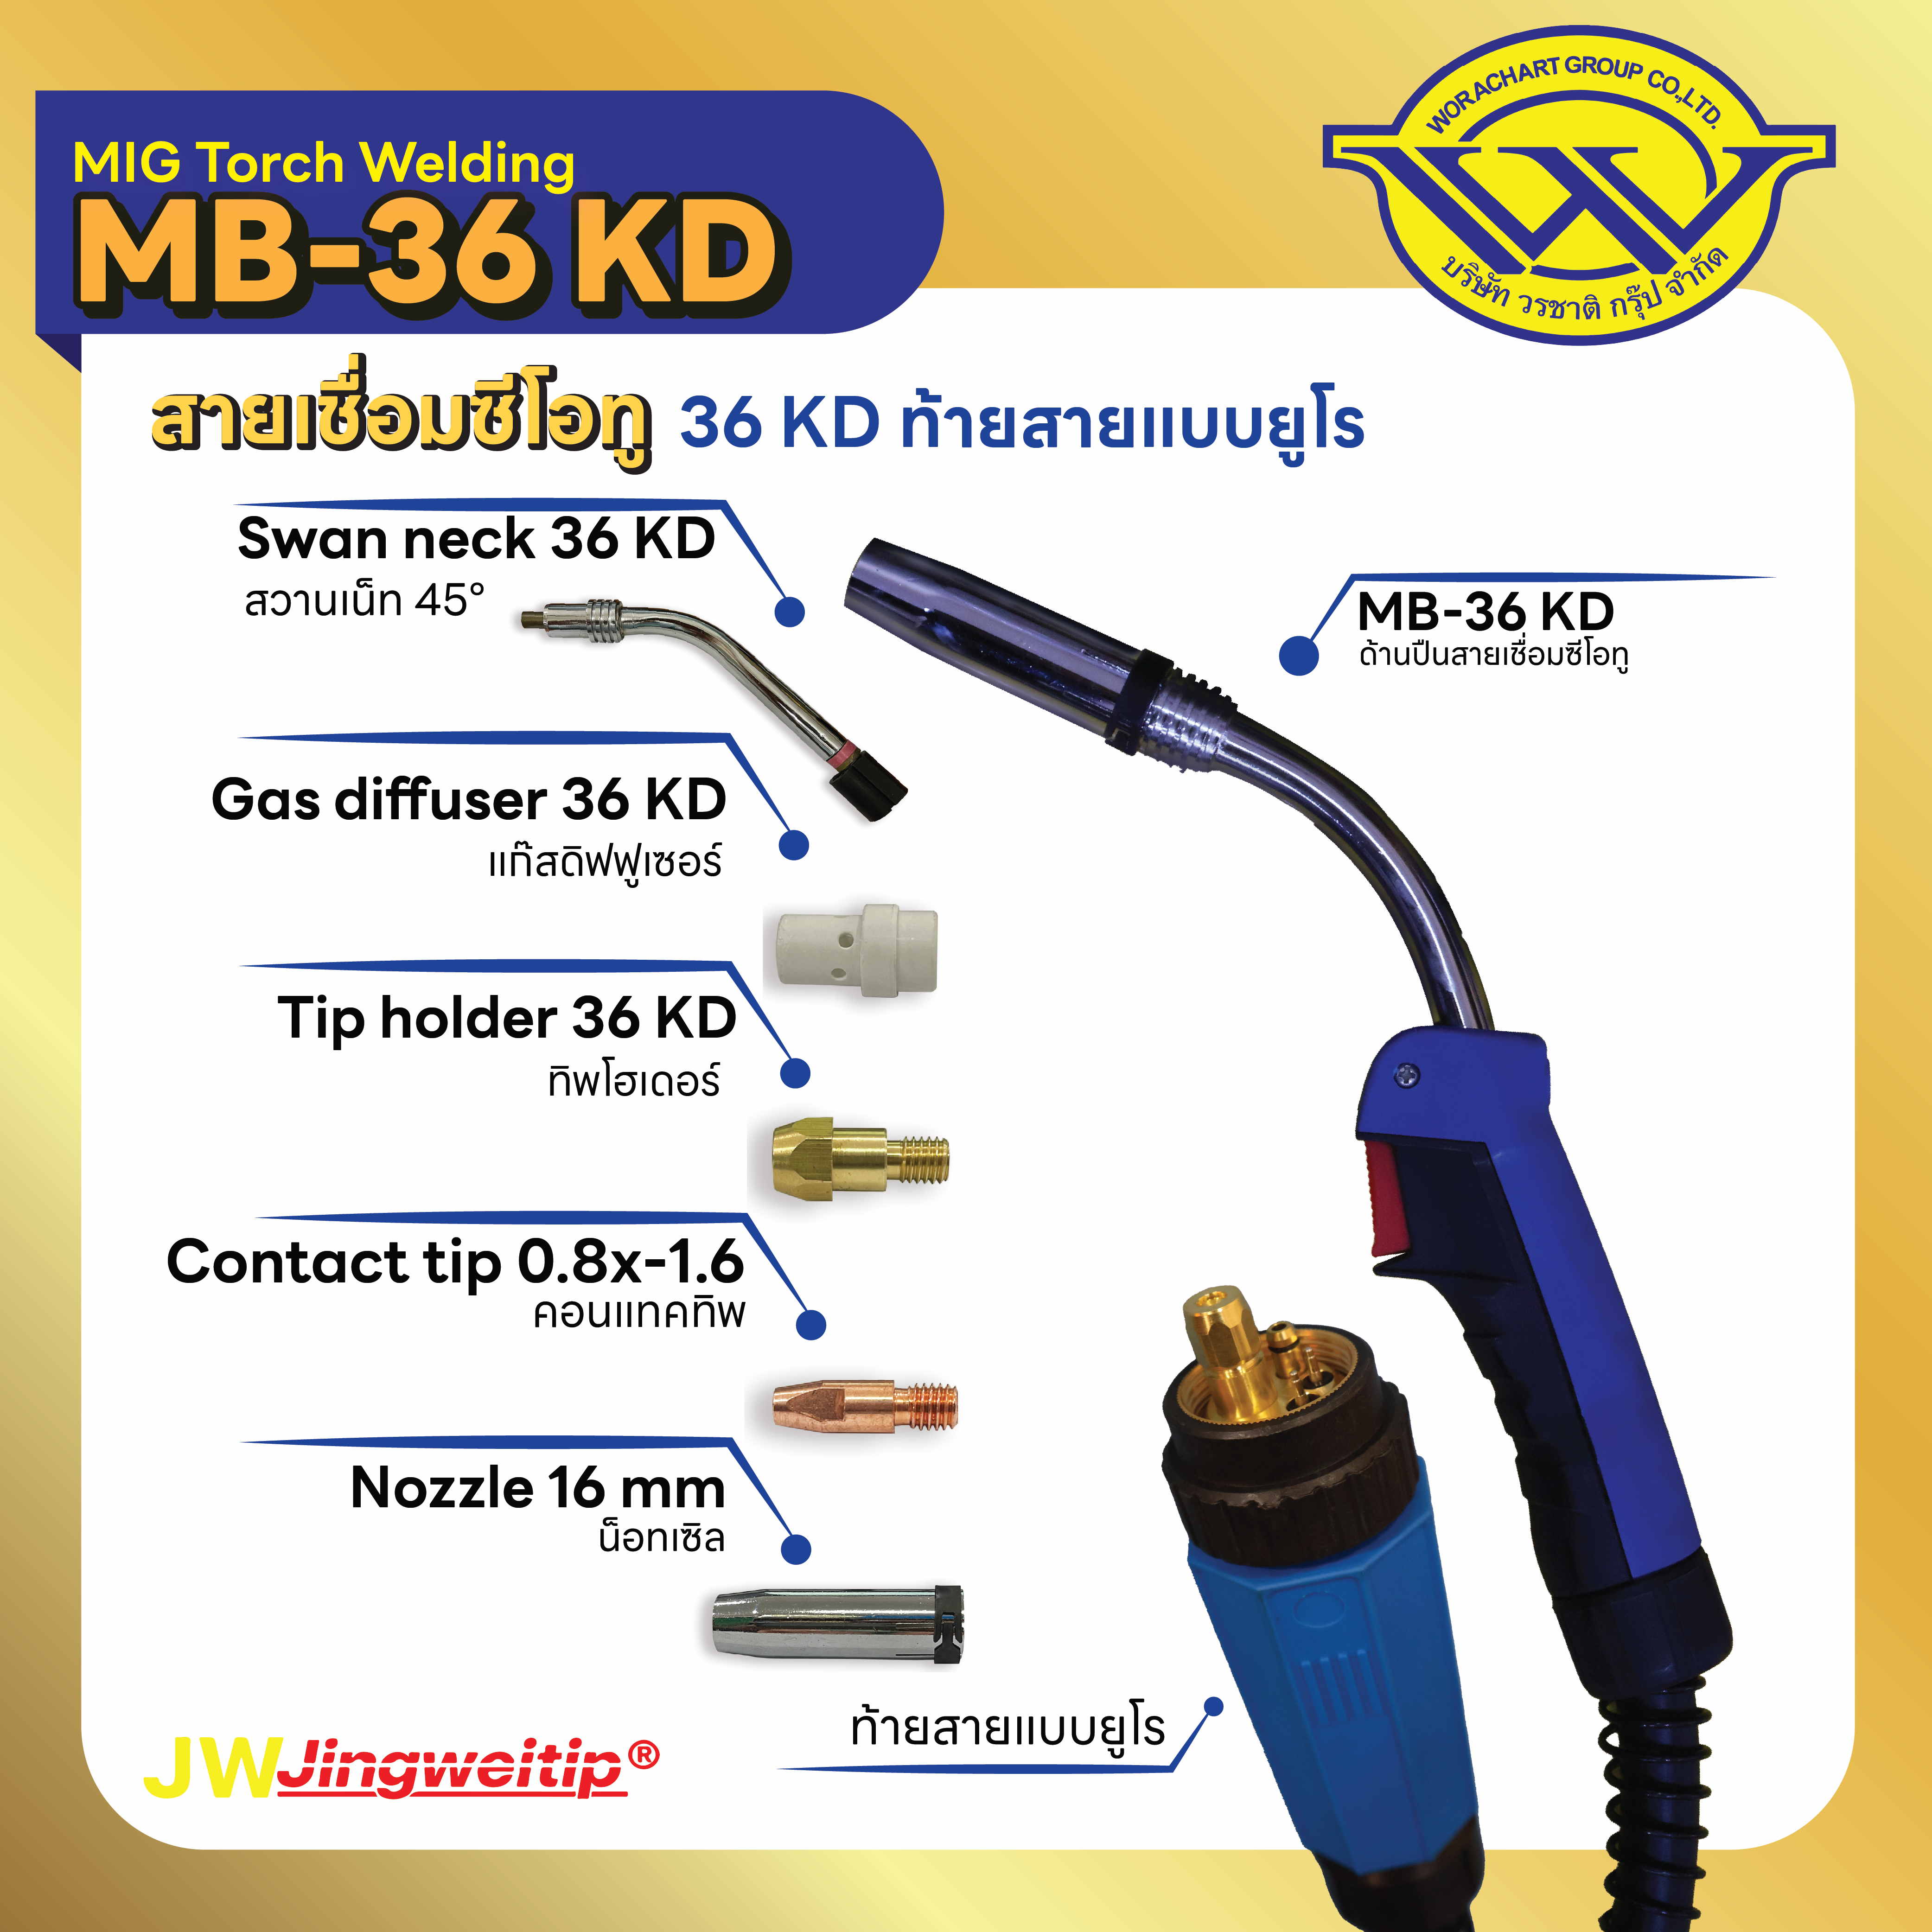 WORACHART GROUP CO.,LTD.
บริษัท วรชาติ กรุ๊ป จำกัด
MIG Torch Welding
MB-36 KD
สายเชื่อมซีโอทู 36 KD ท้ายสายแบบยูโร
Swan neck 36 KD
สวานเน็ท 45°
MB-36 KD
ด้านปืนสายเชื่อมซีโอทู
Gas diffuser 36 KD
แก๊สดิฟฟูเซอร์
Tip holder 36 KD
ทิพโฮเดอร์
Contact tip 0.8x-1.6
คอนแทคทิพ
Nozzle 16 mm
น็อทเซิล
ท้ายสายแบบยูโร
JWJingweitip®